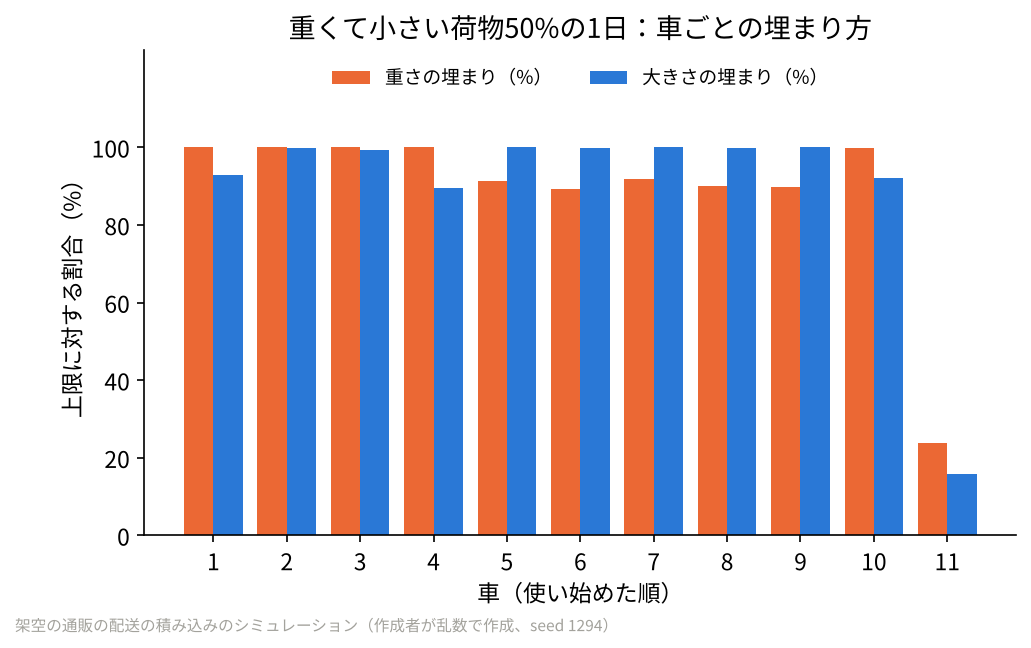 重くて小さい荷物50%の1日：車ごとの埋まり方
重さの埋まり（%） 大きさの埋まり（%）
上限に対する割合（%）
100
80
60
40
20
0
1 2 3 4 5 6 7 8 9 10 11
車（使い始めた順）
架空の通販の配送の積み込みのシミュレーション（作成者が乱数で作成、seed 1294）